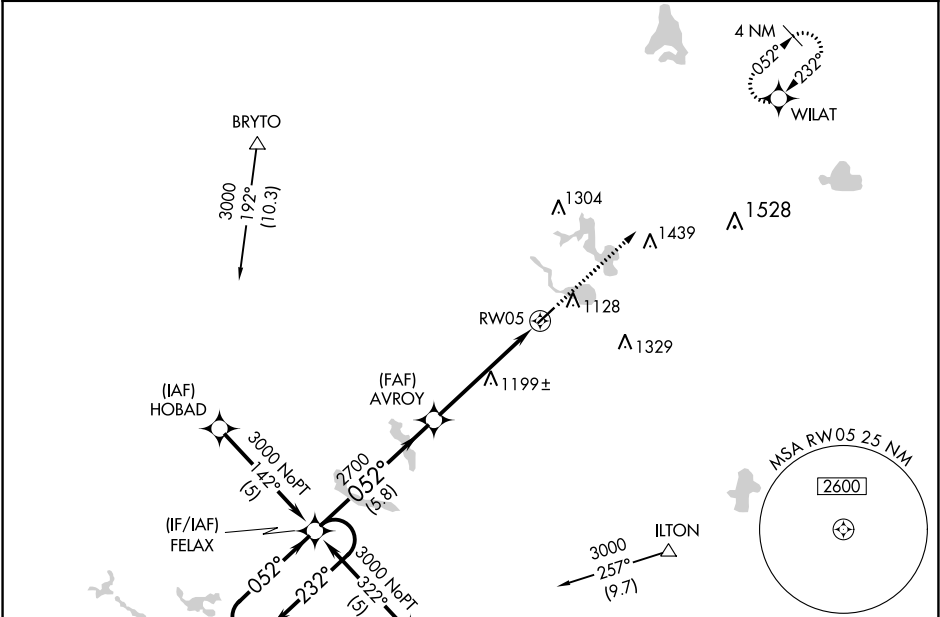 4 NM
052°
232°
WILAT
BRYTO
3000
192°
(10.3)
1304
1528
1439
RW05
1128
1329
(FAF)
AVROY
1199±
(IAF)
HOBAD
3000 NoPT
142°
(5)
2700
052°
(5.8)
MSA RW05 25 NM
2600
(IF/IAF)
FELAX
ILTON
3000
257°
(9.7)
052°
232°
3000 NoPT
322°
(5)